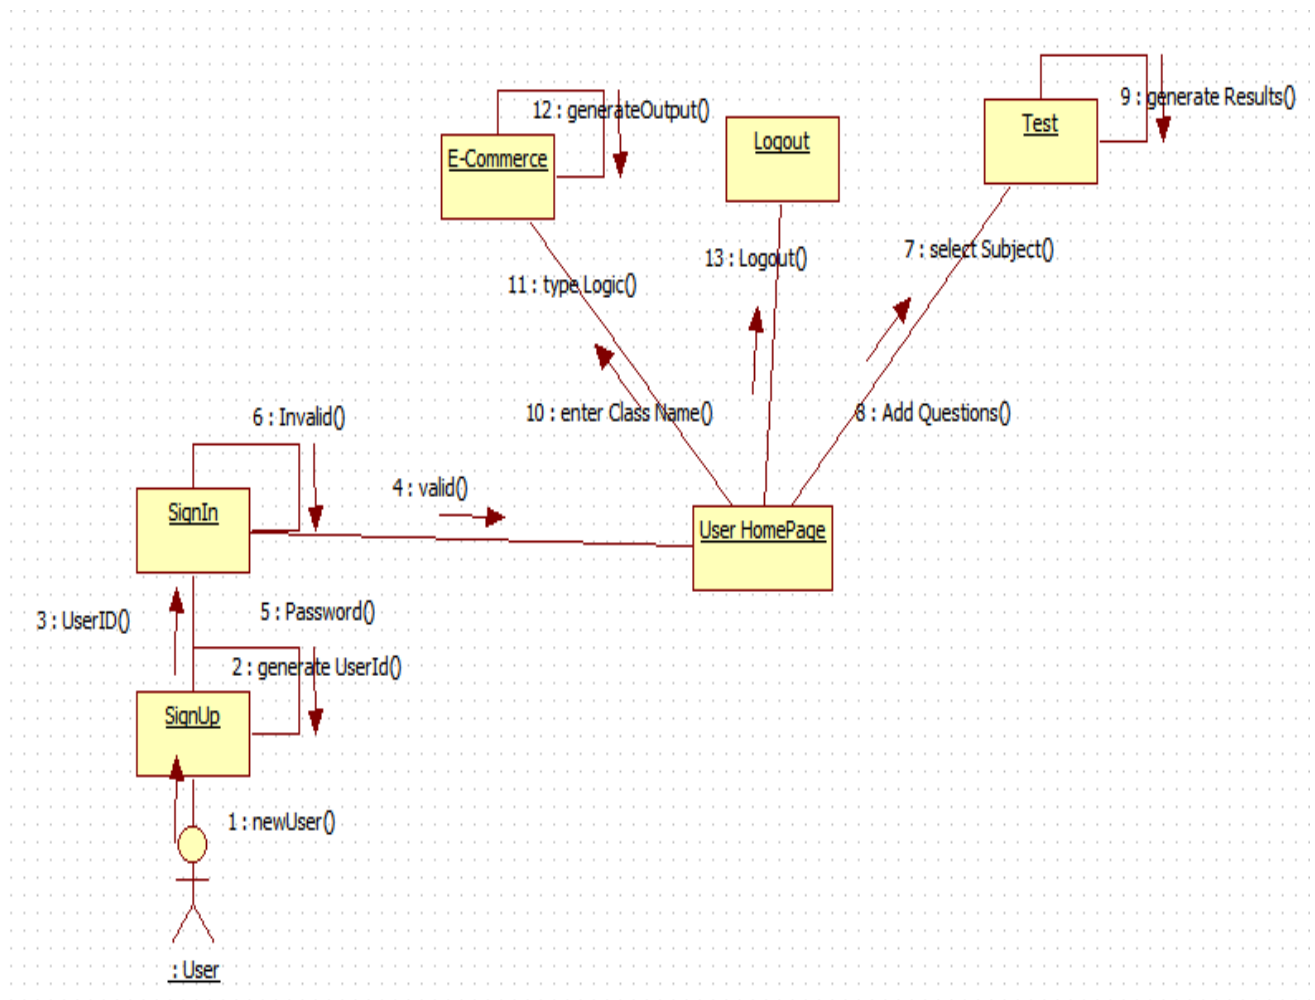 9 : generate Results()
12 : generateOutput()
Test
Logout
E-Commerce
7 : select Subject()
13 : Logout()
11 : type Logic()
10 : enter Class Name()
8 : Add Questions()
6 : Invalid()
4 : valid()
SignIn
User HomePage
3 : UserID()
5 : Password()
2 : generate UserId()
SignUp
1 : newUser()
: User